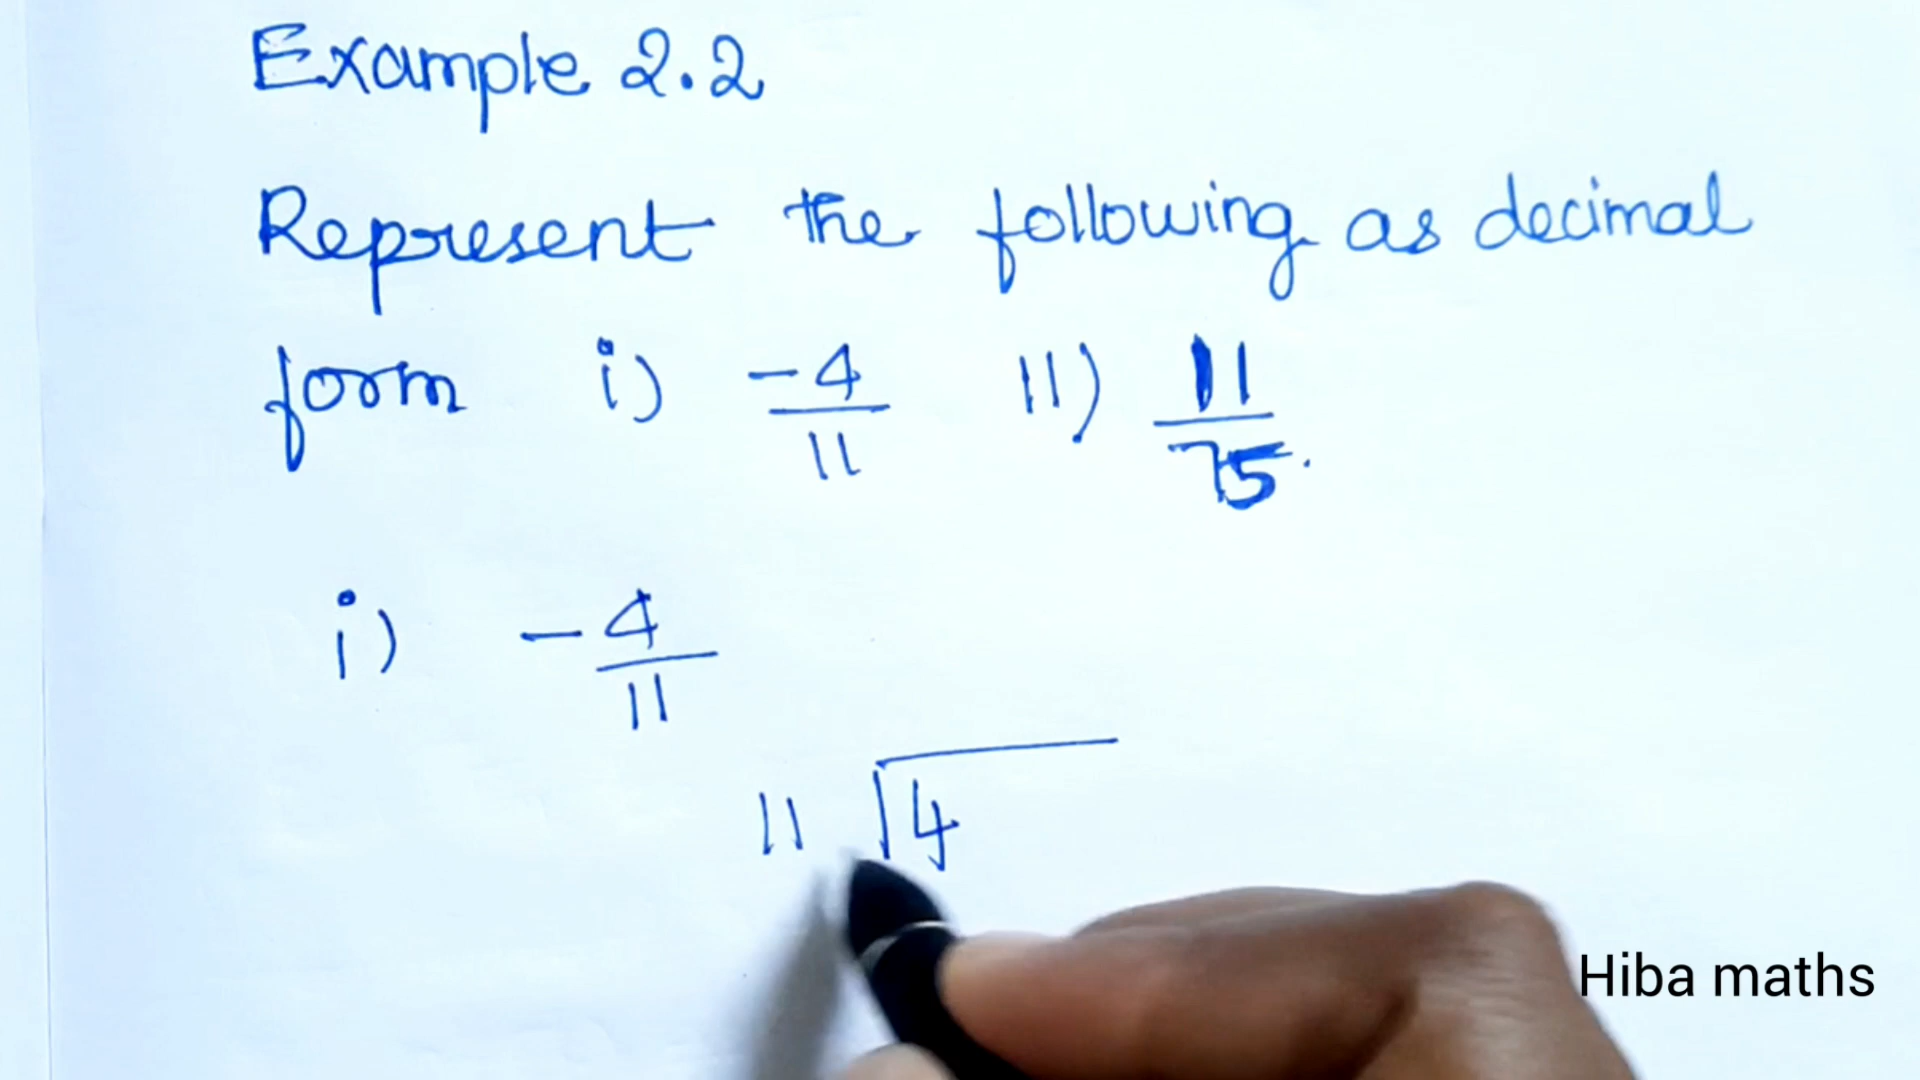 Example 2.2
Represent the following as decimal
form i) -4/11 11) 11/75.
i) -4/11
11 √4
Hiba maths